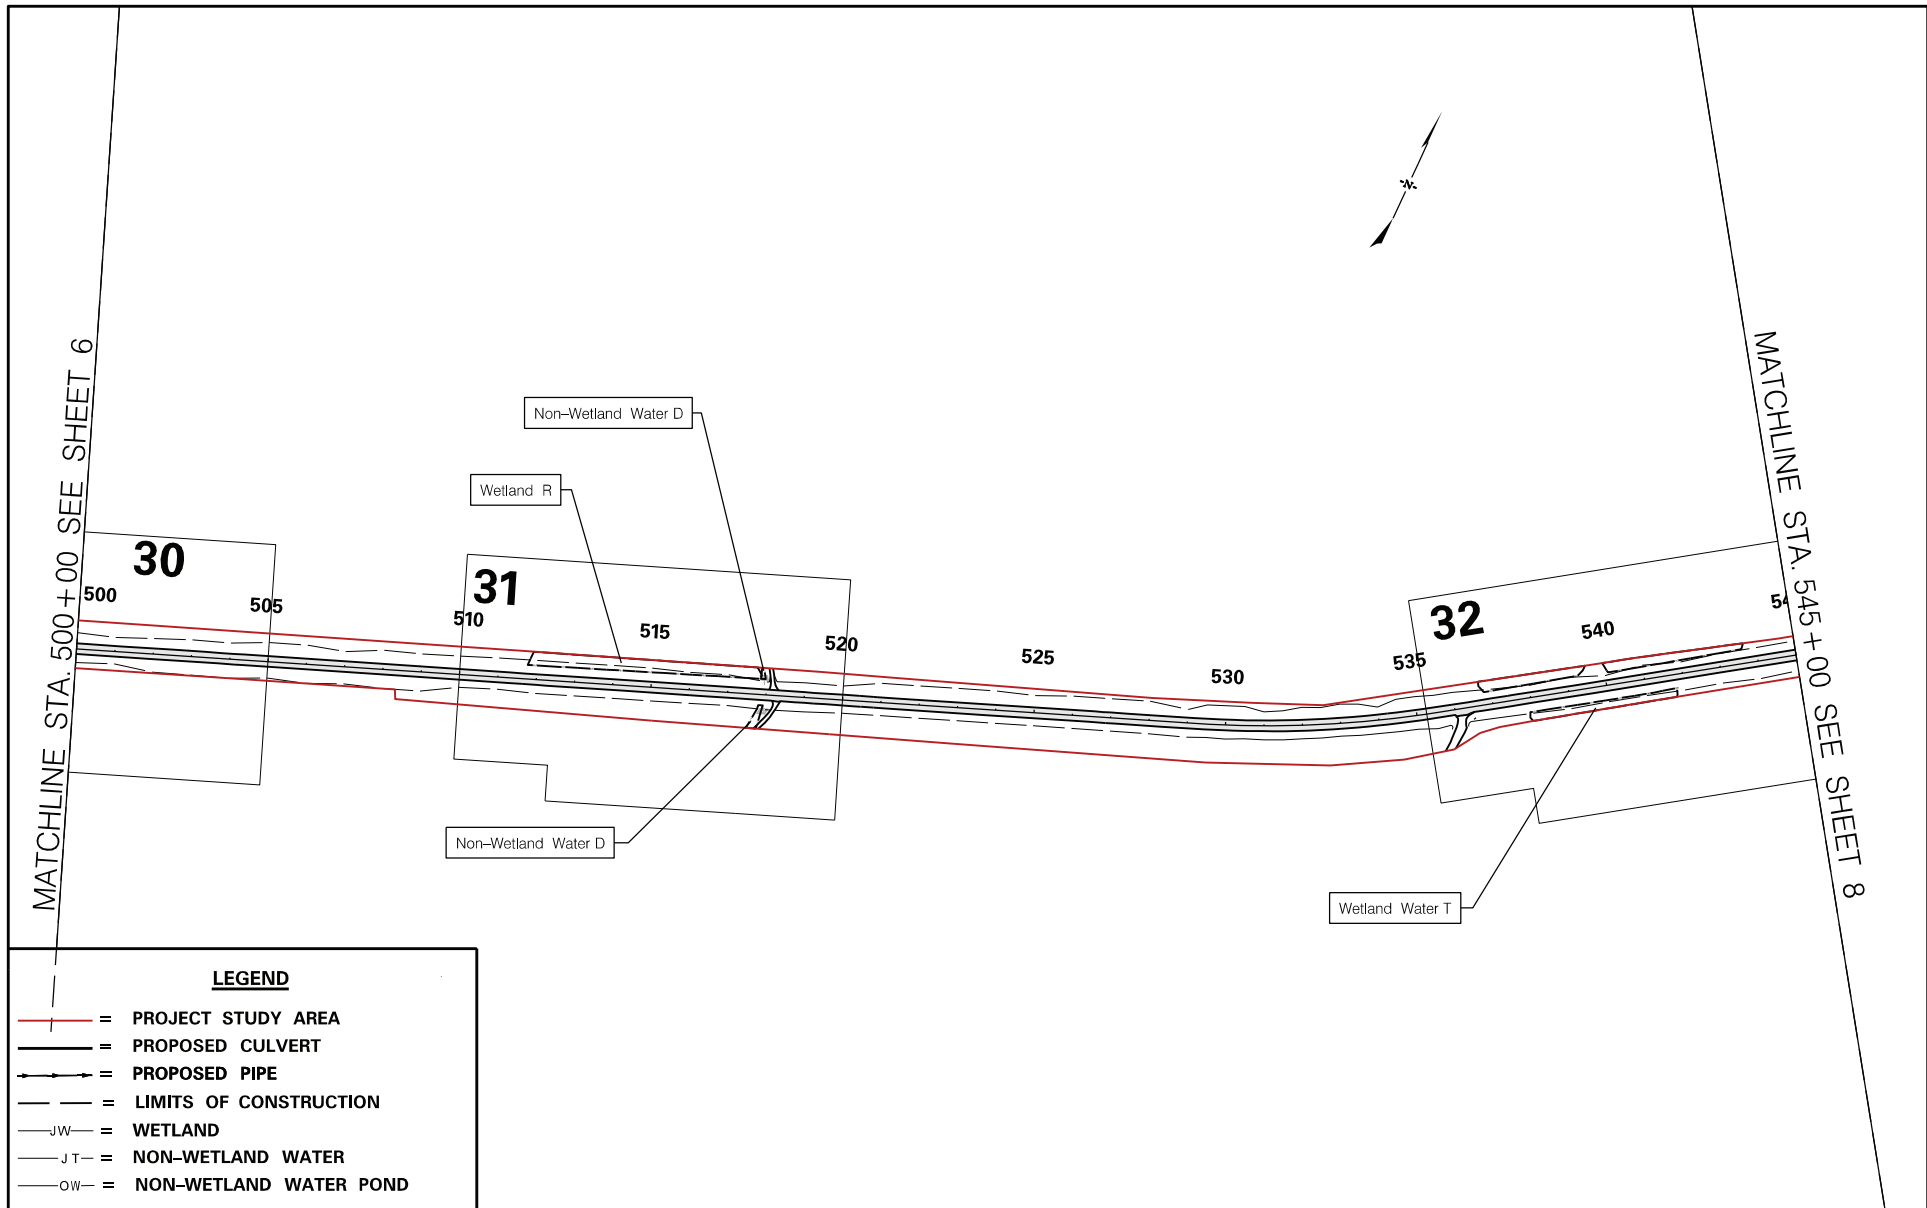 -N-
MATCHLINE STA. 500+00 SEE SHEET 6
MATCHLINE STA. 545+00 SEE SHEET 8
Non–Wetland Water D
Wetland R
30
31
32
500
505
510
515
520
525
530
535
540
Non–Wetland Water D
Wetland Water T
LEGEND
= PROJECT STUDY AREA
= PROPOSED CULVERT
= PROPOSED PIPE
= LIMITS OF CONSTRUCTION
JW = WETLAND
JT = NON–WETLAND WATER
OW = NON–WETLAND WATER POND